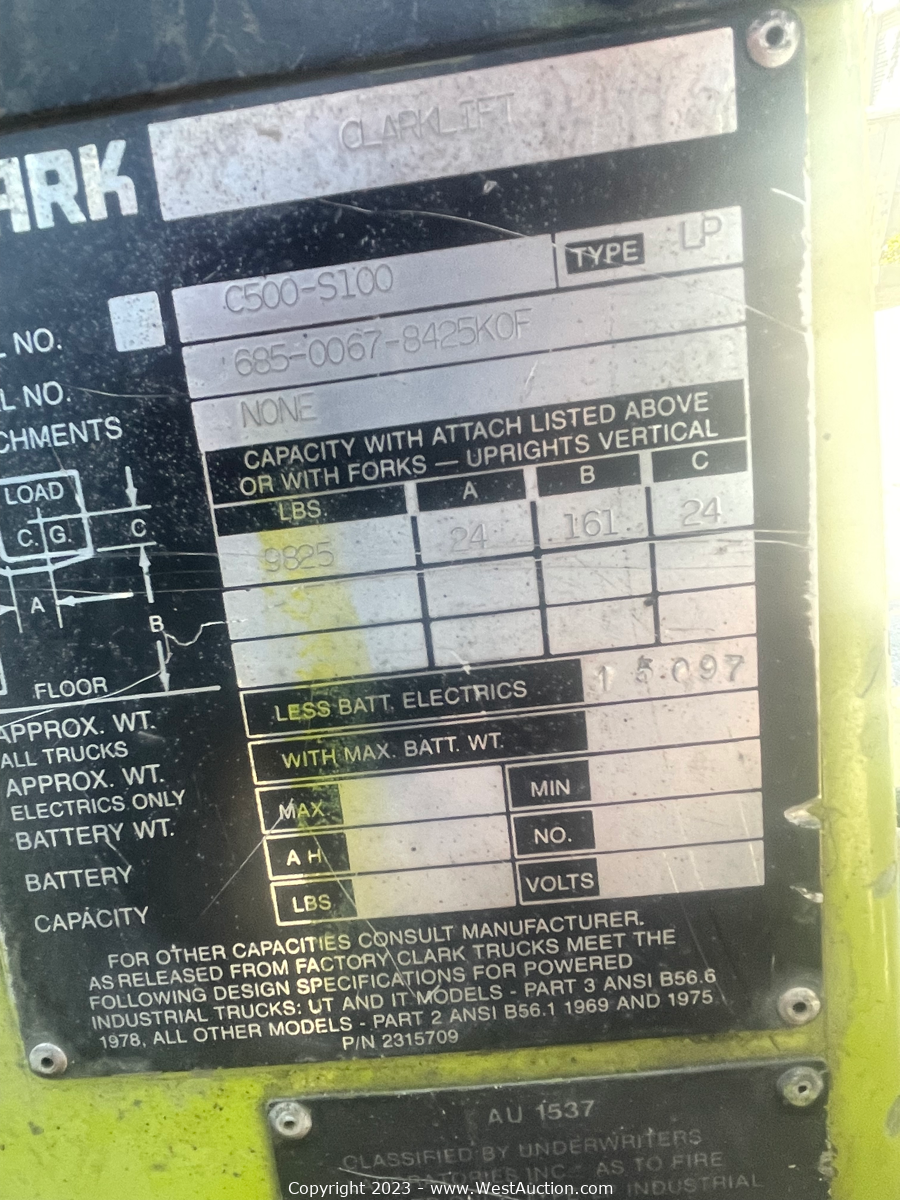 ARK CLARKLIFT
C500-S100 TYPE LP
L NO. 685-0067-8425KOF
L NO. NONE
CHMENTS CAPACITY WITH ATTACH LISTED ABOVE
OR WITH FORKS — UPRIGHTS VERTICAL
LBS. A B C
9825 24 161 24
LOAD
C. G.
C
A
B
FLOOR
APPROX. WT.
ALL TRUCKS
LESS BATT. ELECTRICS 15097
APPROX. WT.
ELECTRICS ONLY
WITH MAX. BATT. WT.
BATTERY WT. MAX MIN
BATTERY A H NO.
CAPACITY LBS VOLTS
FOR OTHER CAPACITIES CONSULT MANUFACTURER.
AS RELEASED FROM FACTORY CLARK TRUCKS MEET THE
FOLLOWING DESIGN SPECIFICATIONS FOR POWERED
INDUSTRIAL TRUCKS: UT AND IT MODELS - PART 3 ANSI B56.6
1978, ALL OTHER MODELS - PART 2 ANSI B56.1 1969 AND 1975
P/N 2315709
AU 1537
CLASSIFIED BY UNDERWRITERS
INC. AS TO FIRE
INDUSTRIAL
Copyright 2023 - www.WestAuction.com